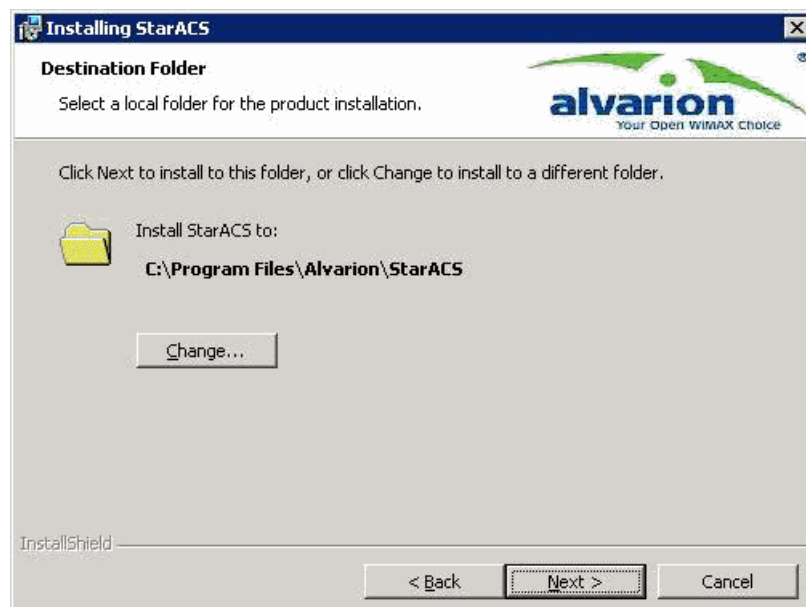 Installing StarACS
Destination Folder
Select a local folder for the product installation.
alvarion
®
Your Open WiMAX Choice
Click Next to install to this folder, or click Change to install to a different folder.
Install StarACS to:
C:\Program Files\Alvarion\StarACS
Change...
InstallShield
< Back
Next >
Cancel